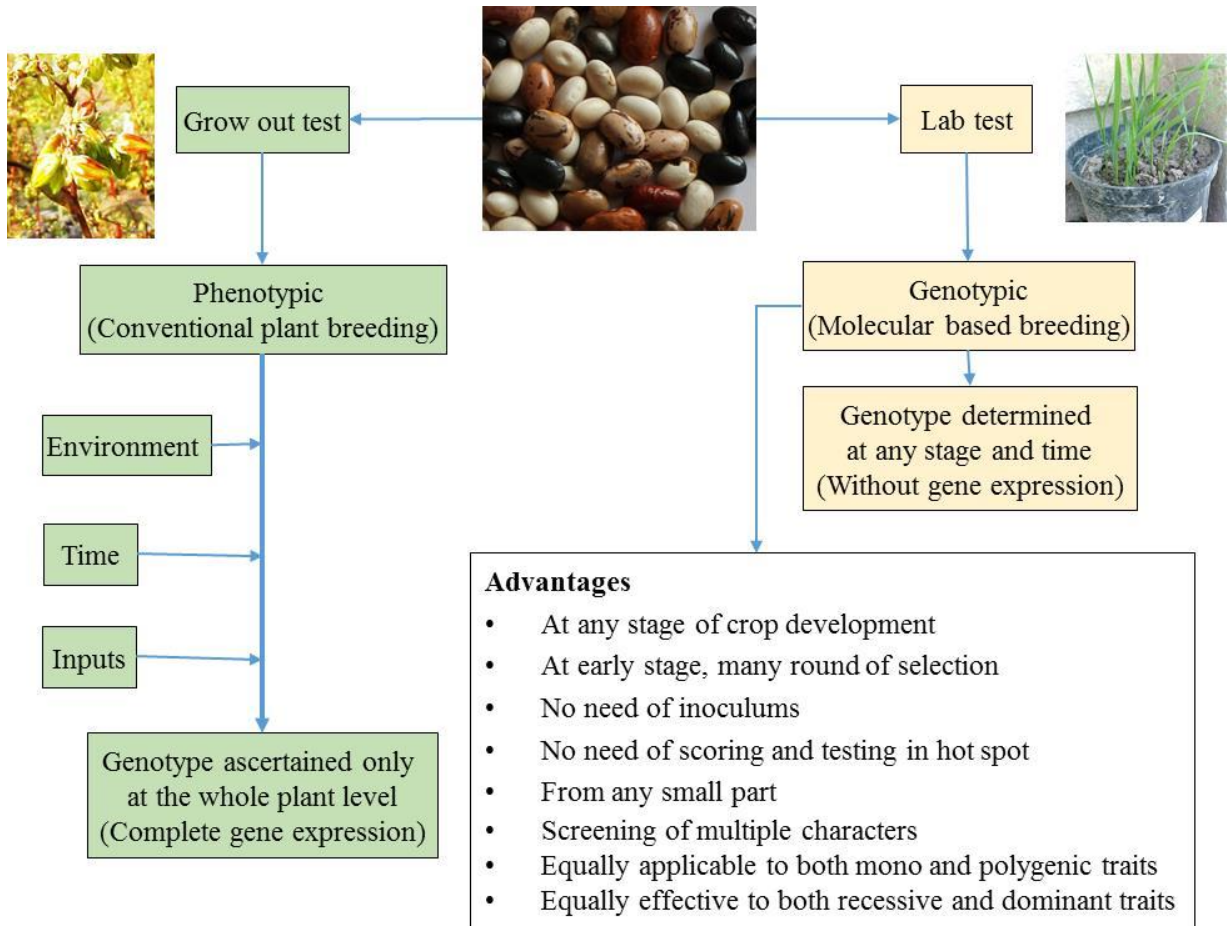 Grow out test
Lab test
Phenotypic
(Conventional plant breeding)
Genotypic
(Molecular based breeding)
Environment
Time
Inputs
Genotype ascertained only
at the whole plant level
(Complete gene expression)
Genotype determined
at any stage and time
(Without gene expression)
Advantages
• At any stage of crop development
• At early stage, many round of selection
• No need of inoculums
• No need of scoring and testing in hot spot
• From any small part
• Screening of multiple characters
• Equally applicable to both mono and polygenic traits
• Equally effective to both recessive and dominant traits